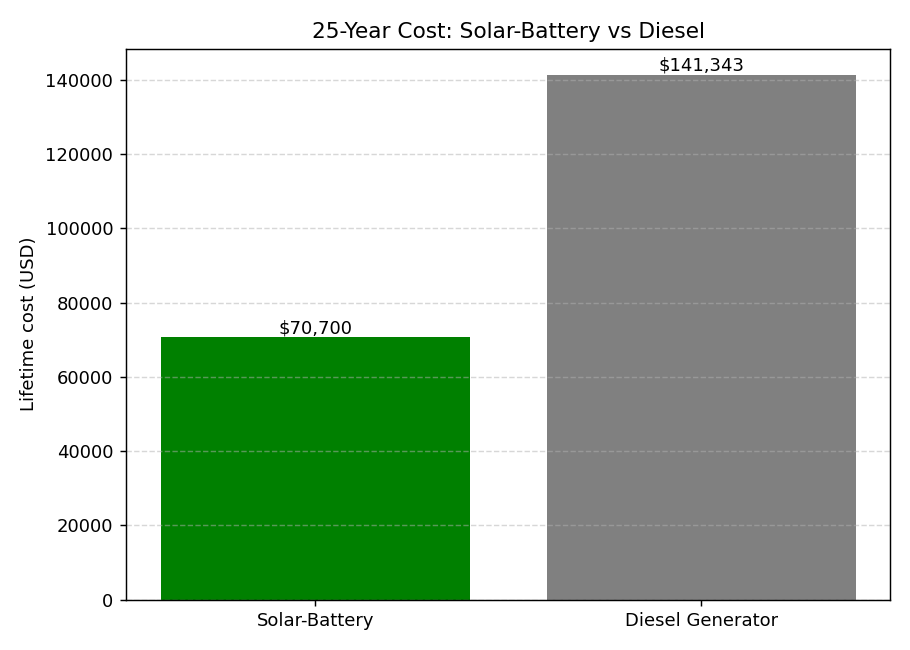 25-Year Cost: Solar-Battery vs Diesel
Lifetime cost (USD)
140000
120000
100000
80000
60000
40000
20000
0
$70,700
$141,343
Solar-Battery
Diesel Generator